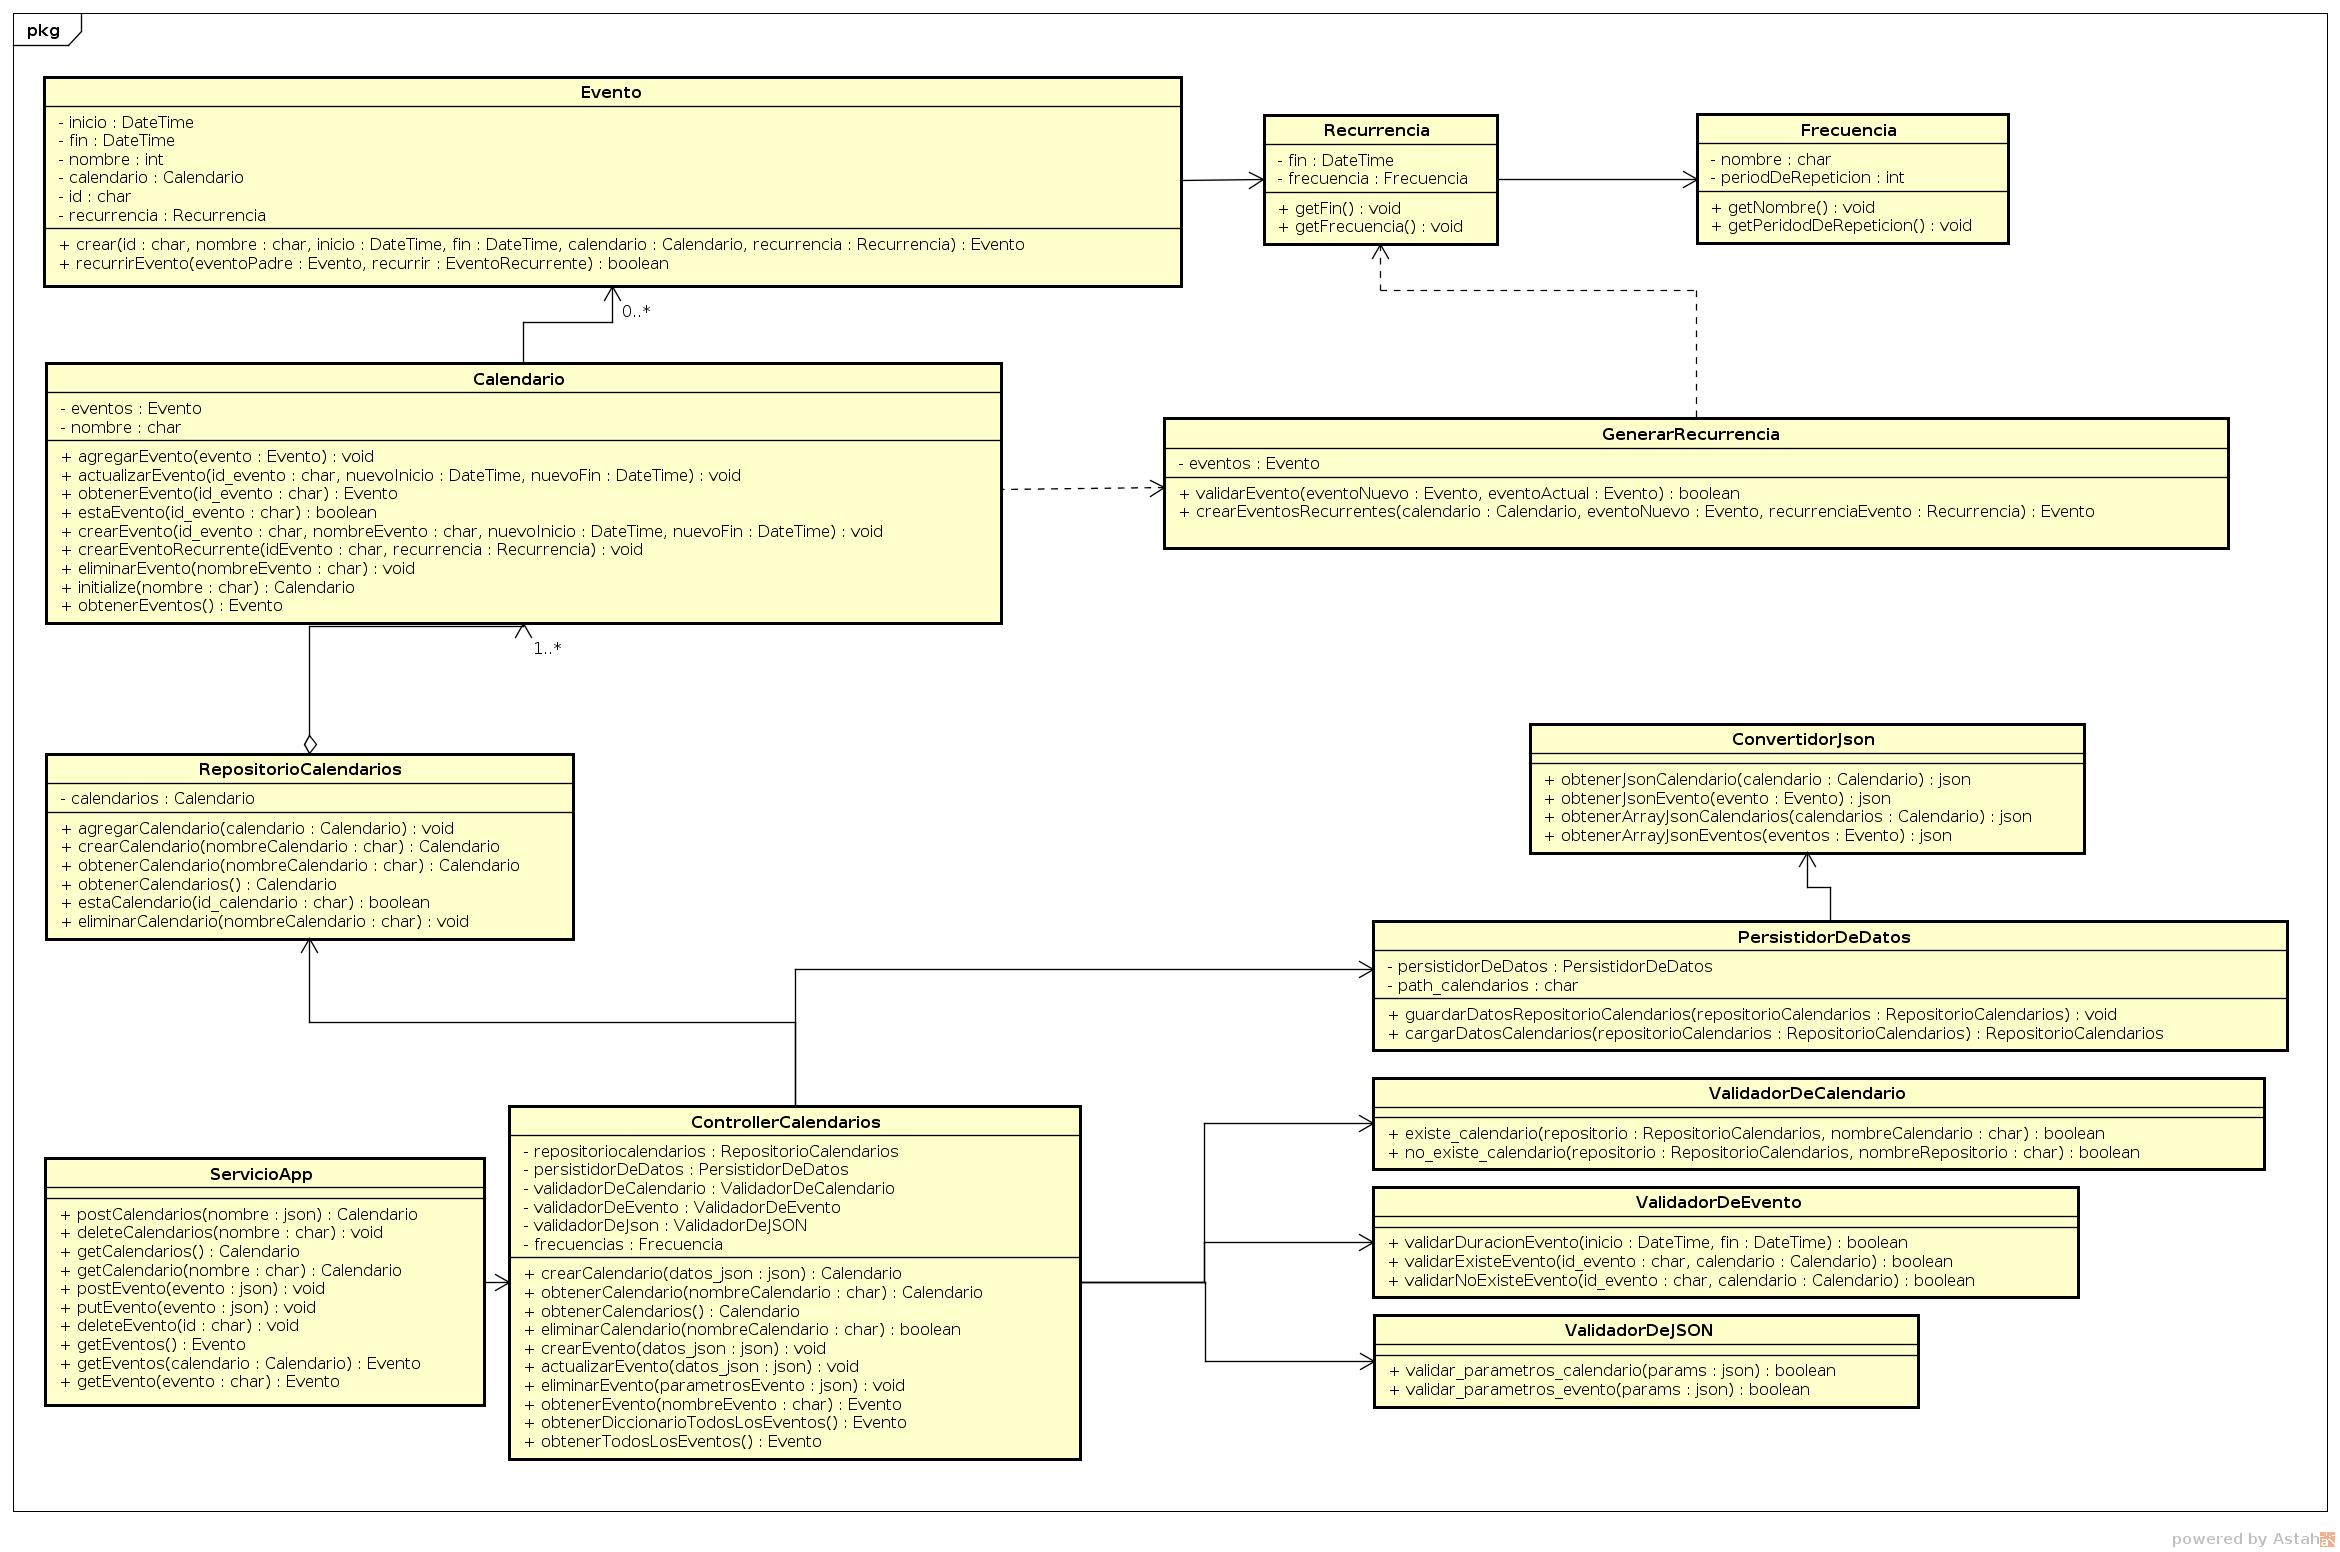 pkg
Evento
- inicio : DateTime
- fin : DateTime
- nombre : int
- calendario : Calendario
- id : char
- recurrencia : Recurrencia
+ crear(id : char, nombre : char, inicio : DateTime, fin : DateTime, calendario : Calendario, recurrencia : Recurrencia) : Evento
+ recurrirEvento(eventoPadre : Evento, recurrir : EventoRecurrente) : boolean
Recurrencia
- fin : DateTime
- frecuencia : Frecuencia
+ getFin() : void
+ getFrecuencia() : void
Frecuencia
- nombre : char
- periodDeRepeticion : int
+ getNombre() : void
+ getPeridodDeRepeticion() : void
0..*
Calendario
- eventos : Evento
- nombre : char
+ agregarEvento(evento : Evento) : void
+ actualizarEvento(id_evento : char, nuevoInicio : DateTime, nuevoFin : DateTime) : void
+ obtenerEvento(id_evento : char) : Evento
+ estaEvento(id_evento : char) : boolean
+ crearEvento(id_evento : char, nombreEvento : char, nuevoInicio : DateTime, nuevoFin : DateTime) : void
+ crearEventoRecurrente(idEvento : char, recurrencia : Recurrencia) : void
+ eliminarEvento(nombreEvento : char) : void
+ initialize(nombre : char) : Calendario
+ obtenerEventos() : Evento
GenerarRecurrencia
- eventos : Evento
+ validarEvento(eventoNuevo : Evento, eventoActual : Evento) : boolean
+ crearEventosRecurrentes(calendario : Calendario, eventoNuevo : Evento, recurrenciaEvento : Recurrencia) : Evento
1..*
RepositorioCalendarios
- calendarios : Calendario
+ agregarCalendario(calendario : Calendario) : void
+ crearCalendario(nombreCalendario : char) : Calendario
+ obtenerCalendario(nombreCalendario : char) : Calendario
+ obtenerCalendarios() : Calendario
+ estaCalendario(id_calendario : char) : boolean
+ eliminarCalendario(nombreCalendario : char) : void
ConvertidorJson
+ obtenerJsonCalendario(calendario : Calendario) : json
+ obtenerJsonEvento(evento : Evento) : json
+ obtenerArrayJsonCalendarios(calendarios : Calendario) : json
+ obtenerArrayJsonEventos(eventos : Evento) : json
PersistidorDeDatos
- persistidorDeDatos : PersistidorDeDatos
- path_calendarios : char
+ guardarDatosRepositorioCalendarios(repositorioCalendarios : RepositorioCalendarios) : void
+ cargarDatosCalendarios(repositorioCalendarios : RepositorioCalendarios) : RepositorioCalendarios
ValidadorDeCalendario
+ existe_calendario(repositorio : RepositorioCalendarios, nombreCalendario : char) : boolean
+ no_existe_calendario(repositorio : RepositorioCalendarios, nombreRepositorio : char) : boolean
ControllerCalendarios
- repositoriocalendarios : RepositorioCalendarios
- persistidorDeDatos : PersistidorDeDatos
- validadorDeCalendario : ValidadorDeCalendario
- validadorDeEvento : ValidadorDeEvento
- validadorDeJson : ValidadorDeJSON
- frecuencias : Frecuencia
+ crearCalendario(datos_json : json) : Calendario
+ obtenerCalendario(nombreCalendario : char) : Calendario
+ obtenerCalendarios() : Calendario
+ eliminarCalendario(nombreCalendario : char) : boolean
+ crearEvento(datos_json : json) : void
+ actualizarEvento(datos_json : json) : void
+ eliminarEvento(parametrosEvento : json) : void
+ obtenerEvento(nombreEvento : char) : Evento
+ obtenerDiccionarioTodosLosEventos() : Evento
+ obtenerTodosLosEventos() : Evento
ServicioApp
+ postCalendarios(nombre : json) : Calendario
+ deleteCalendarios(nombre : char) : void
+ getCalendarios() : Calendario
+ getCalendario(nombre : char) : Calendario
+ postEvento(evento : json) : void
+ putEvento(evento : json) : void
+ deleteEvento(id : char) : void
+ getEventos() : Evento
+ getEventos(calendario : Calendario) : Evento
+ getEvento(evento : char) : Evento
ValidadorDeEvento
+ validarDuracionEvento(inicio : DateTime, fin : DateTime) : boolean
+ validarExisteEvento(id_evento : char, calendario : Calendario) : boolean
+ validarNoExisteEvento(id_evento : char, calendario : Calendario) : boolean
ValidadorDeJSON
+ validar_parametros_calendario(params : json) : boolean
+ validar_parametros_evento(params : json) : boolean
powered by Astah